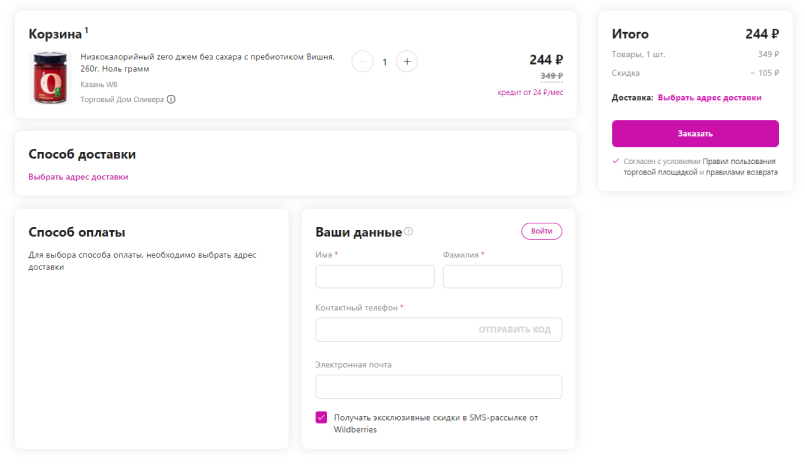 Корзина 1
Низкокалорийный zero джем без сахара с пребиотиком Вишня,
260г, Ноль грамм
Казань WB
Торговый Дом Оливера
− 1 +
244 ₽
349 ₽
кредит от 24 ₽/мес
Итого 244 ₽
Товары, 1 шт. 349 ₽
Скидка − 105 ₽
Доставка: Выбрать адрес доставки
Заказать
Согласен с условиями Правил пользования
торговой площадкой и правилами возврата
Способ доставки
Выбрать адрес доставки
Способ оплаты
Для выбора способа оплаты, необходимо выбрать адрес
доставки
Ваши данные ?
Войти
Имя * Фамилия *
Контактный телефон *
ОТПРАВИТЬ КОД
Электронная почта
Получать эксклюзивные скидки в SMS-рассылке от
Wildberries